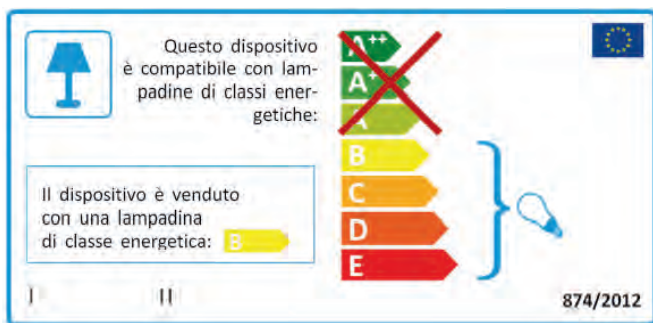 Questo dispositivo
è compatibile con lam-
padine di classi ener-
getiche:
A++
A+
A
B
C
D
E
Il dispositivo è venduto
con una lampadina
di classe energetica: B
I II
874/2012